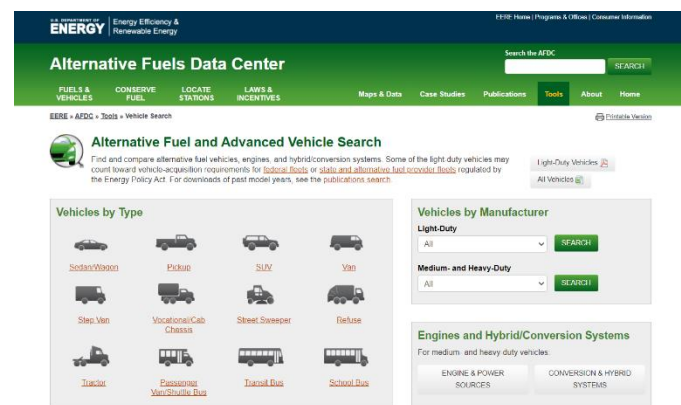 U.S. DEPARTMENT OF
ENERGY
Energy Efficiency &
Renewable Energy
EERE Home | Programs & Offices | Consumer Information
Alternative Fuels Data Center
Search the AFDC
SEARCH
FUELS &
VEHICLES
CONSERVE
FUEL
LOCATE
STATIONS
LAWS &
INCENTIVES
Maps & Data
Case Studies
Publications
Tools
About
Home
EERE » AFDC » Tools » Vehicle Search
Printable Version
Alternative Fuel and Advanced Vehicle Search
Find and compare alternative fuel vehicles, engines, and hybrid/conversion systems. Some of the light-duty vehicles may
count toward vehicle-acquisition requirements for federal fleets or state and alternative fuel provider fleets regulated by
the Energy Policy Act. For downloads of past model years, see the publications search.
Light-Duty Vehicles
All Vehicles
Vehicles by Type
Sedan/Wagon
Pickup
SUV
Van
Step Van
Vocational/Cab
Chassis
Street Sweeper
Refuse
Tractor
Passenger
Van/Shuttle Bus
Transit Bus
School Bus
Vehicles by Manufacturer
Light-Duty
All
SEARCH
Medium- and Heavy-Duty
All
SEARCH
Engines and Hybrid/Conversion Systems
For medium- and heavy-duty vehicles:
ENGINE & POWER
SOURCES
CONVERSION & HYBRID
SYSTEMS